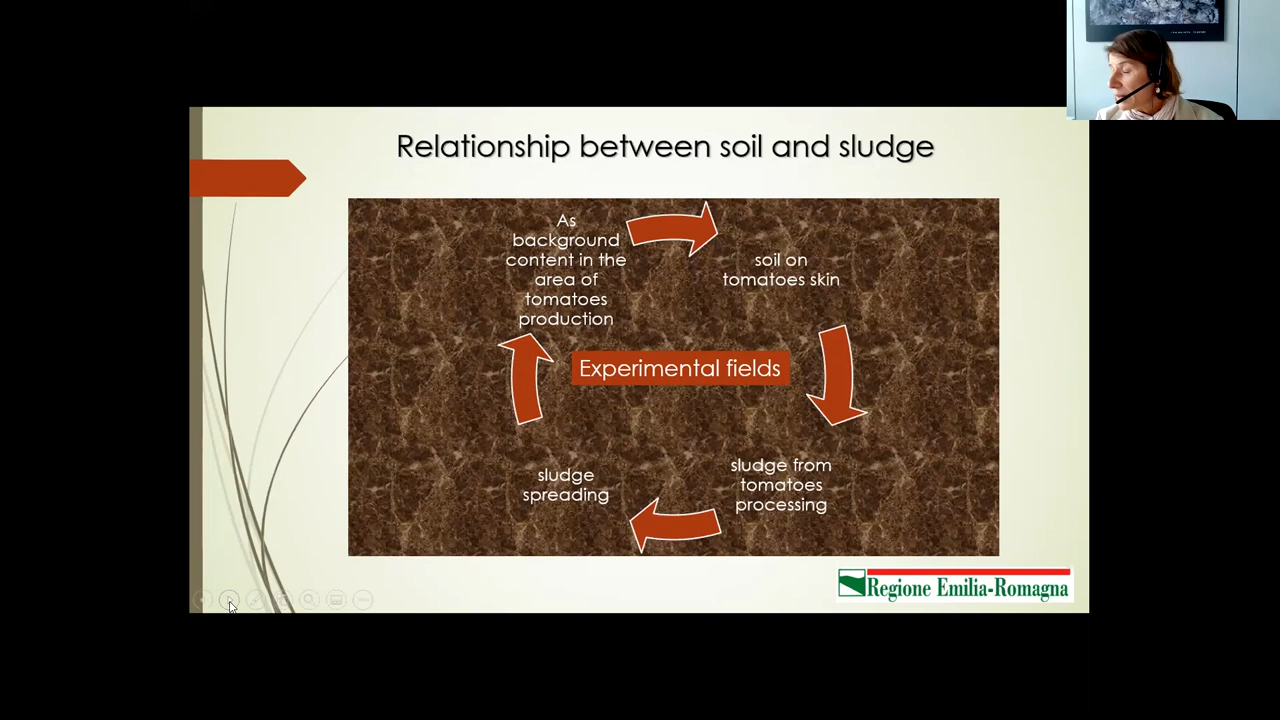 Relationship between soil and sludge
As
background
content in the
area of
tomatoes
production
soil on
tomatoes skin
Experimental fields
sludge from
tomatoes
processing
sludge
spreading
Regione Emilia-Romagna